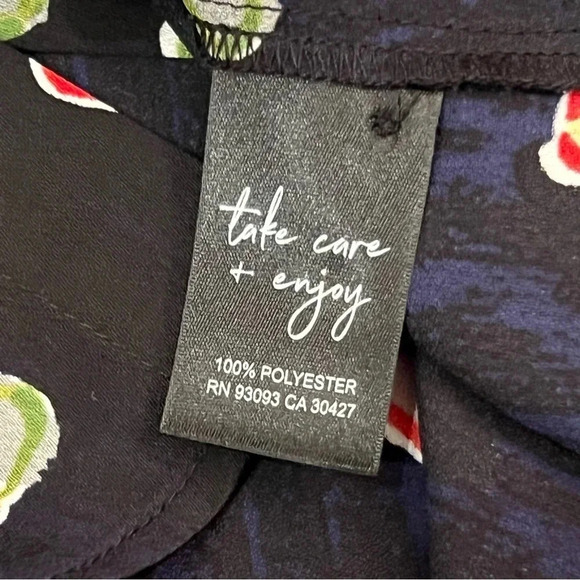 take care
+ enjoy
100% POLYESTER
RN 93093 CA 30427